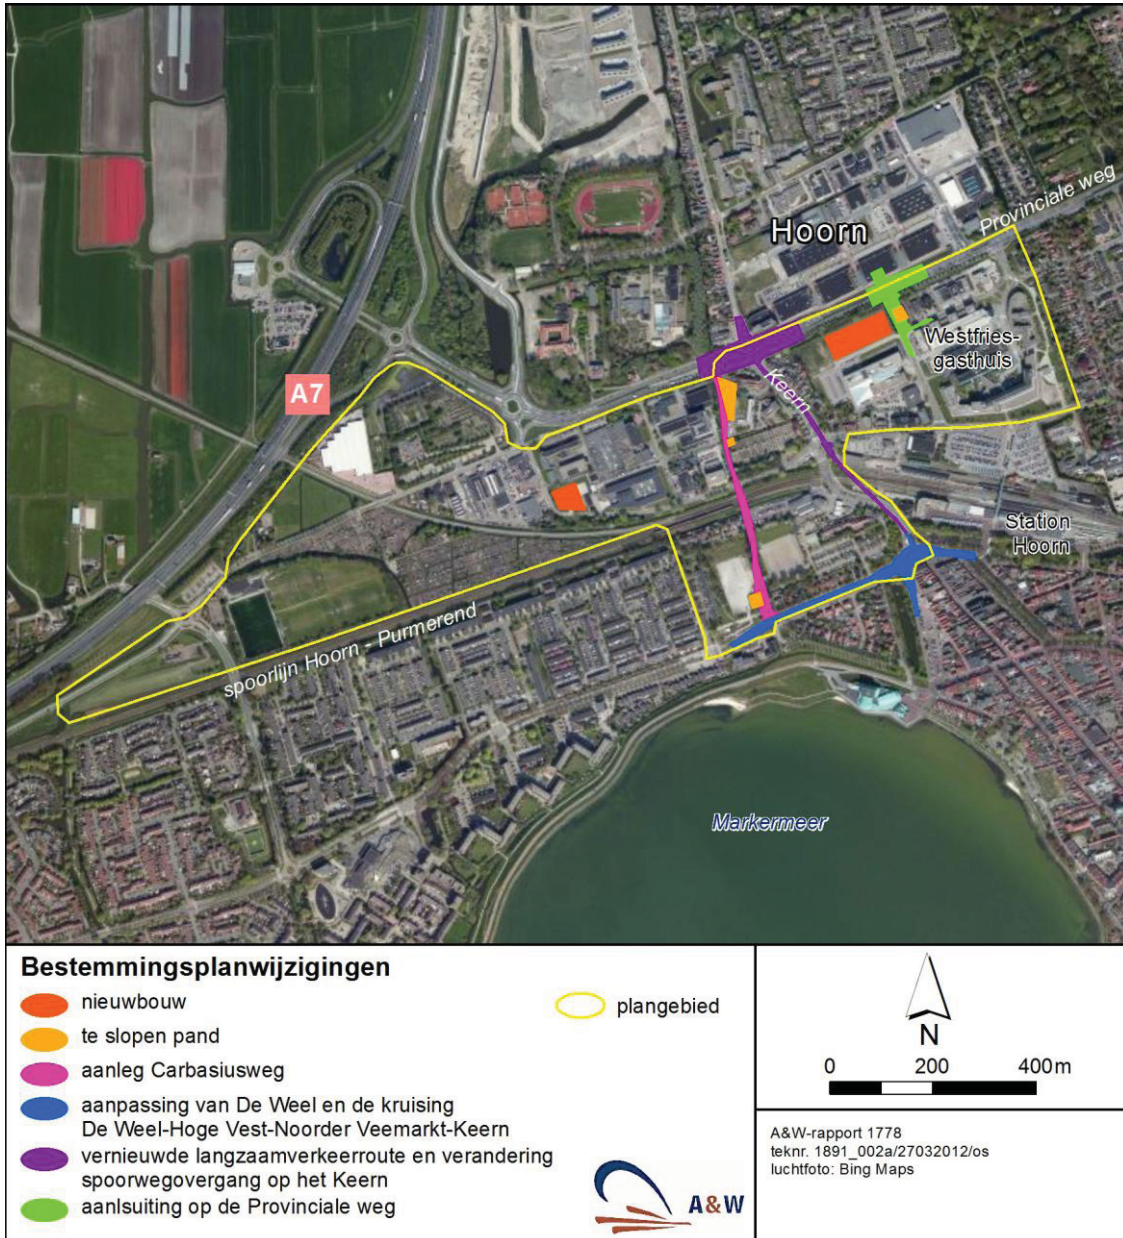 Hoorn
Provinciale weg
Westfries-
gasthuis
A7
Keern
Station
Hoorn
spoorlijn Hoorn - Purmerend
Markermeer
Bestemmingsplanwijzigingen
nieuwbouw
te slopen pand
aanleg Carbasiusweg
aanpassing van De Weel en de kruising
De Weel-Hoge Vest-Noorder Veemarkt-Keern
vernieuwde langzaamverkeerroute en verandering
spoorwegovergang op het Keern
aanlsuiting op de Provinciale weg
plangebied
A&W
N
0 200 400m
A&W-rapport 1778
teknr. 1891_002a/27032012/os
luchtfoto: Bing Maps